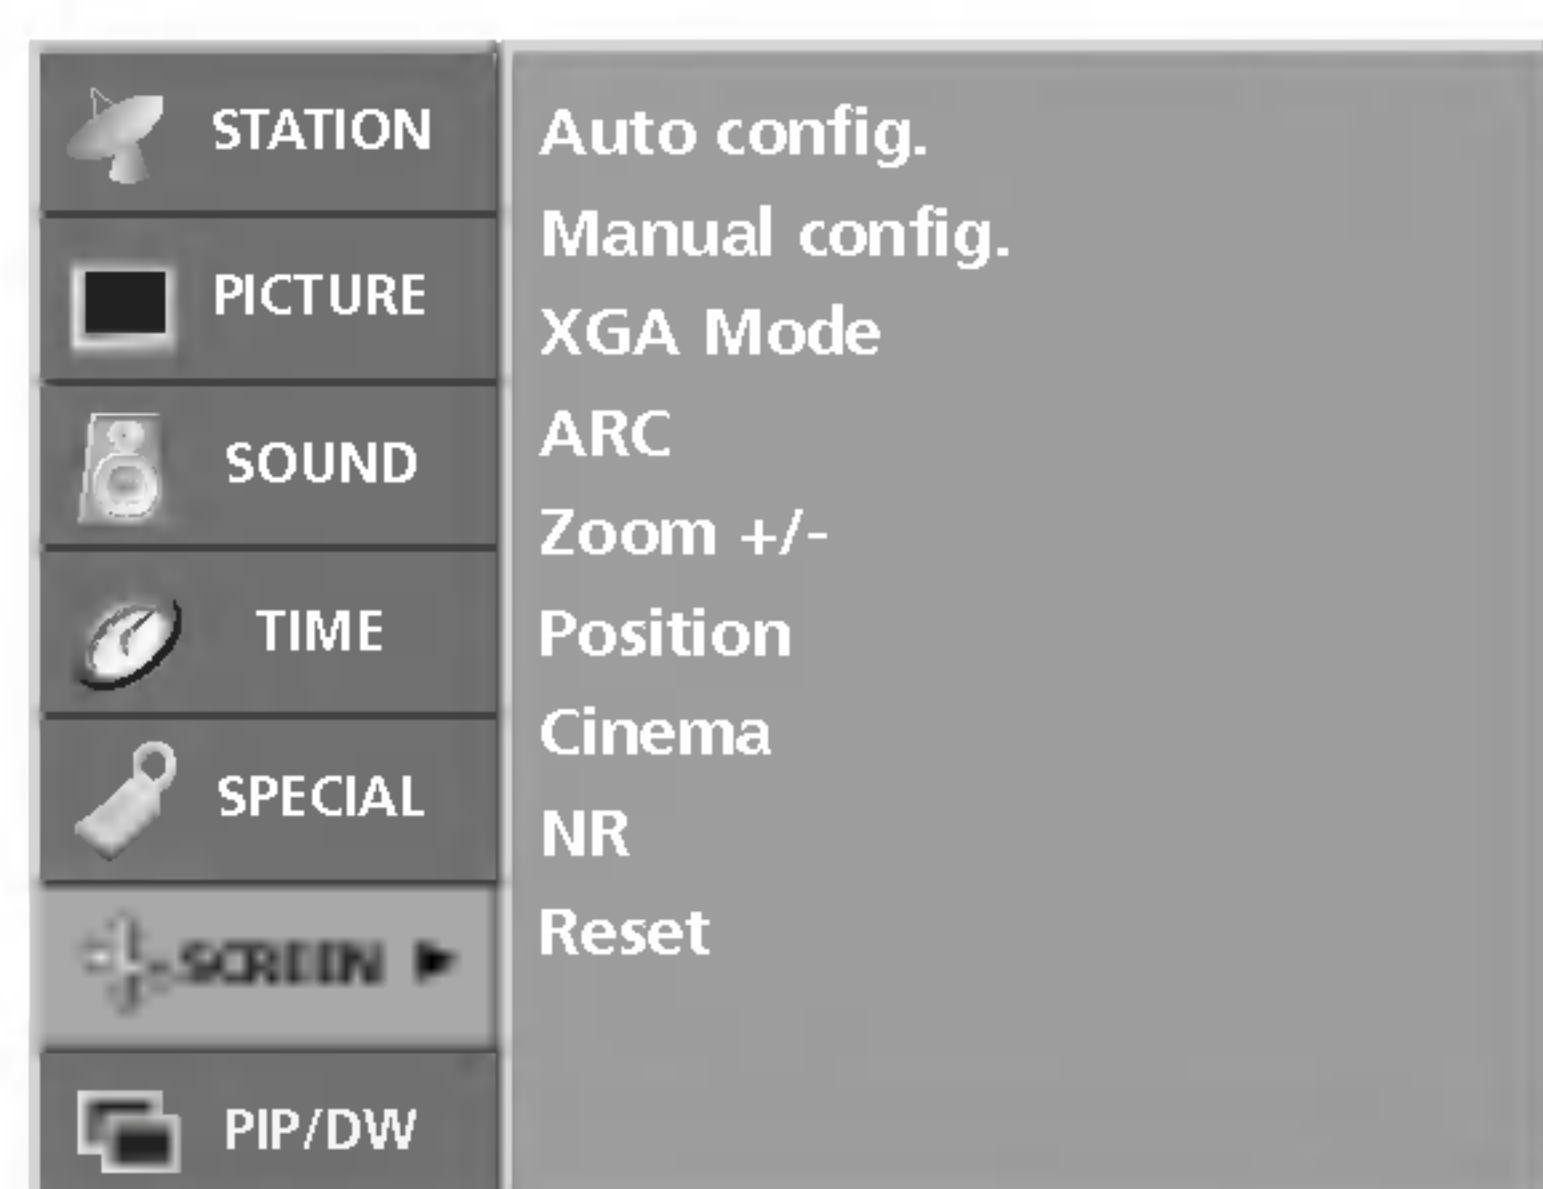 STATION
PICTURE
SOUND
TIME
SPECIAL
SCREEN
PIP/DW
Auto config.
Manual config.
XGA Mode
ARC
Zoom +/-
Position
Cinema
NR
Reset